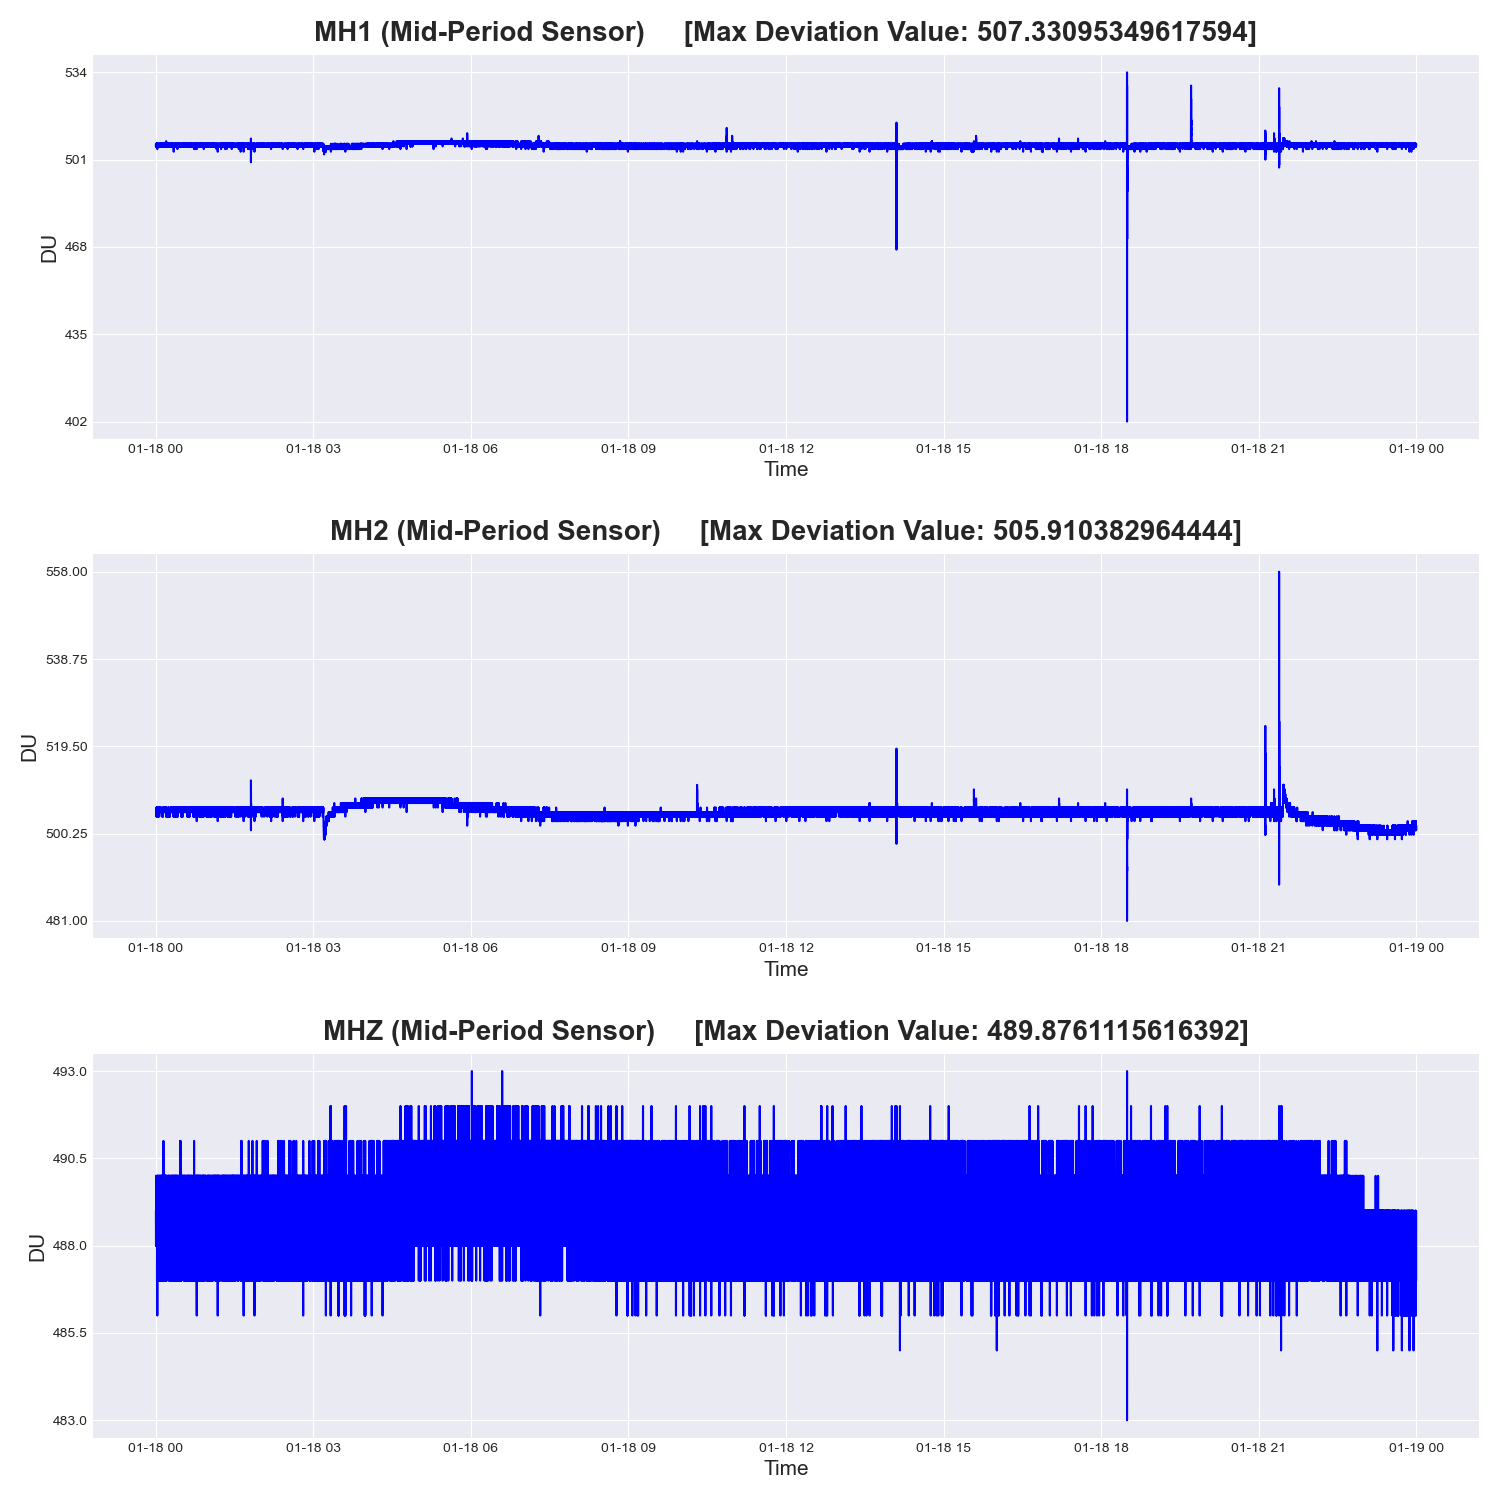 MH1 (Mid-Period Sensor) [Max Deviation Value: 507.33095349617594]
534
501
468
435
402
DU
01-18 00 01-18 03 01-18 06 01-18 09 01-18 12 01-18 15 01-18 18 01-18 21 01-19 00
Time
MH2 (Mid-Period Sensor) [Max Deviation Value: 505.910382964444]
558.00
538.75
519.50
500.25
481.00
DU
01-18 00 01-18 03 01-18 06 01-18 09 01-18 12 01-18 15 01-18 18 01-18 21 01-19 00
Time
MHZ (Mid-Period Sensor) [Max Deviation Value: 489.8761115616392]
493.0
490.5
488.0
485.5
483.0
DU
01-18 00 01-18 03 01-18 06 01-18 09 01-18 12 01-18 15 01-18 18 01-18 21 01-19 00
Time